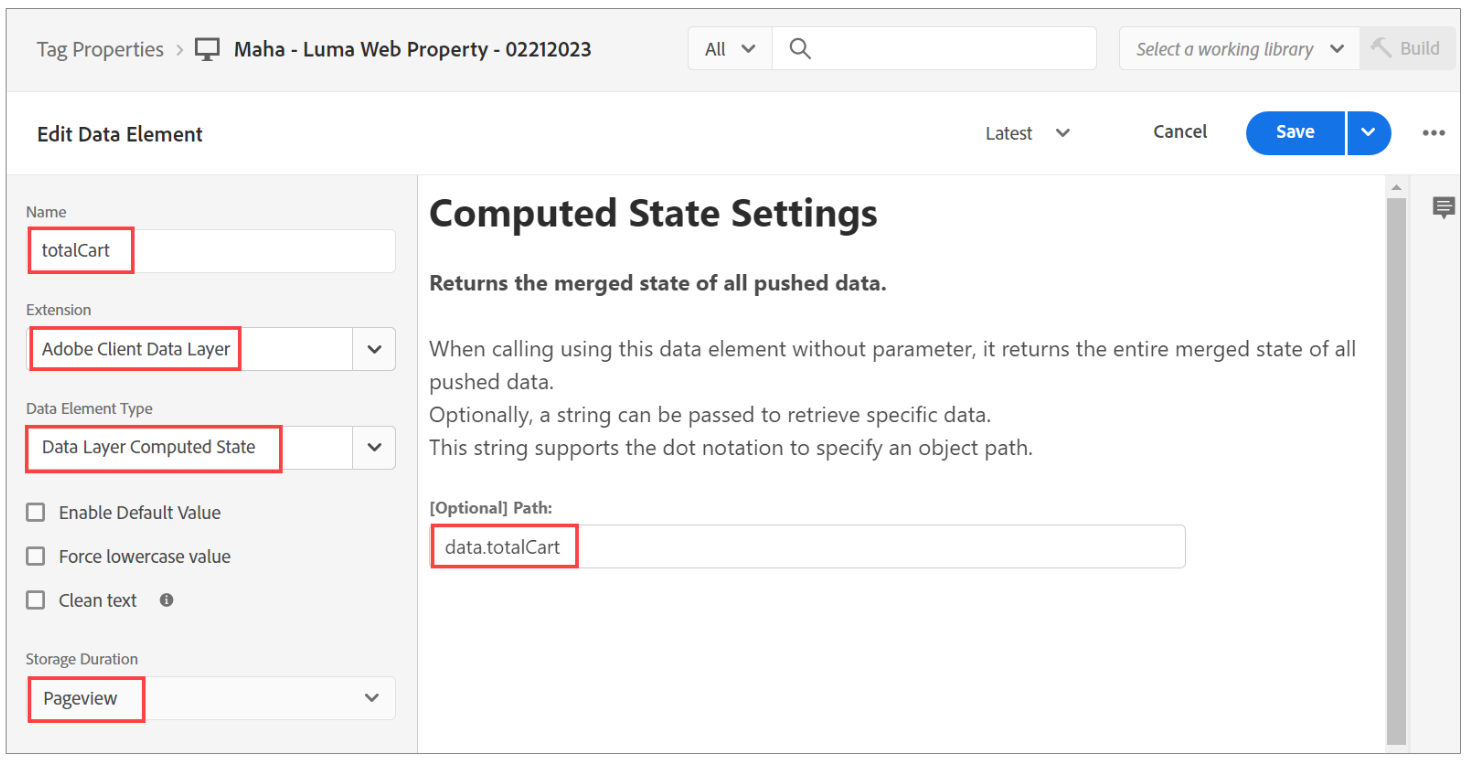 Tag Properties > Maha - Luma Web Property - 02212023
All
Select a working library
Build
Edit Data Element
Latest
Cancel
Save
Name
totalCart
Extension
Adobe Client Data Layer
Data Element Type
Data Layer Computed State
Enable Default Value
Force lowercase value
Clean text
Storage Duration
Pageview
Computed State Settings
Returns the merged state of all pushed data.
When calling using this data element without parameter, it returns the entire merged state of all
pushed data.
Optionally, a string can be passed to retrieve specific data.
This string supports the dot notation to specify an object path.
[Optional] Path:
data.totalCart